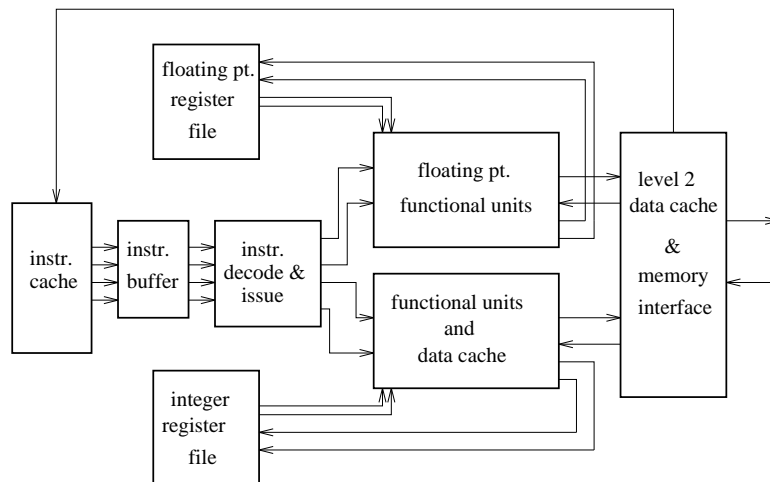 floating pt.
register
file
floating pt.
functional units
level 2
data cache
&
memory
interface
instr.
cache
instr.
buffer
instr.
decode &
issue
functional units
and
data cache
integer
register
file